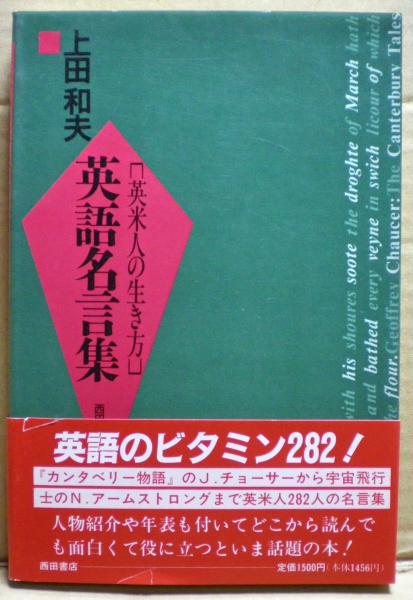 上田和夫
「英米人の生き方」
英語名言集
with his shoures soote the droghte of March hath
and bathed every veyne in swich licour of which
the flour. Geoffrey Chaucer: The Canterbury Tales
西田
英語のビタミン282!
『カンタベリー物語』のJ.チョーサーから宇宙飛行
士のN.アームストロングまで英米人282人の名言集
人物紹介や年表も付いてどこから読んで
も面白くて役に立つといま話題の本!
西田書店
定価1500円(本体1456円)